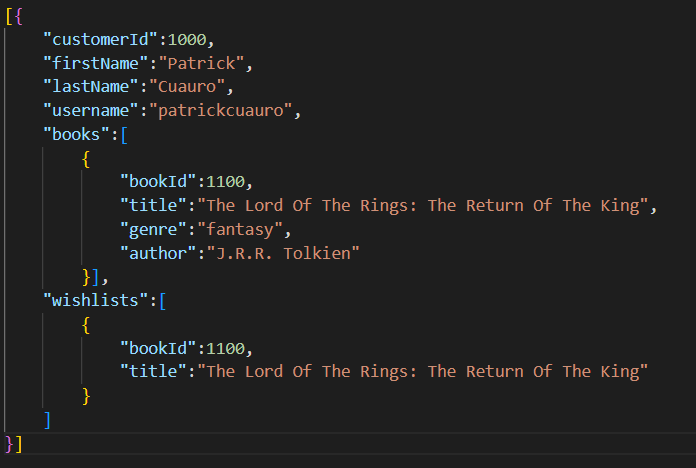 [{
    "customerId":1000,
    "firstName":"Patrick",
    "lastName":"Cuauro",
    "username":"patrickcuauro",
    "books":[
        {
            "bookId":1100,
            "title":"The Lord Of The Rings: The Return Of The King",
            "genre":"fantasy",
            "author":"J.R.R. Tolkien"
        }],
    "wishlists":[
        {
            "bookId":1100,
            "title":"The Lord Of The Rings: The Return Of The King"
        }
    ]
}]